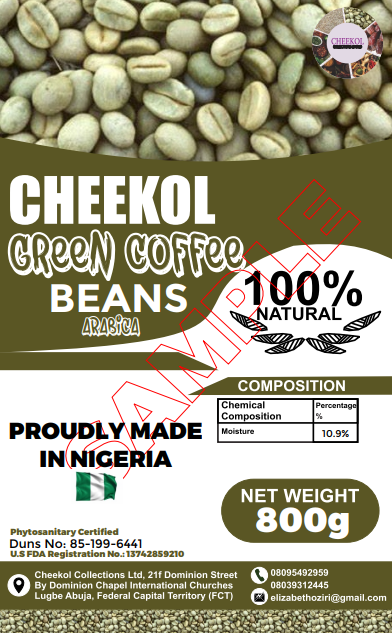 CHEEKOL
CHEEKOL
GREEN COFFEE
BEANS
ARABICA
100%
NATURAL
SAMPLE
COMPOSITION
Chemical Composition Percentage %
Moisture 10.9%
PROUDLY MADE
IN NIGERIA
NET WEIGHT
800g
Phytosanitary Certified
Duns No: 85-199-6441
U.S FDA Registration No.: 13742859210
Cheekol Collections Ltd, 21f Dominion Street
By Dominion Chapel International Churches
Lugbe Abuja, Federal Capital Territory (FCT)
08095492959
08039312445
elizabethoziri@gmail.com